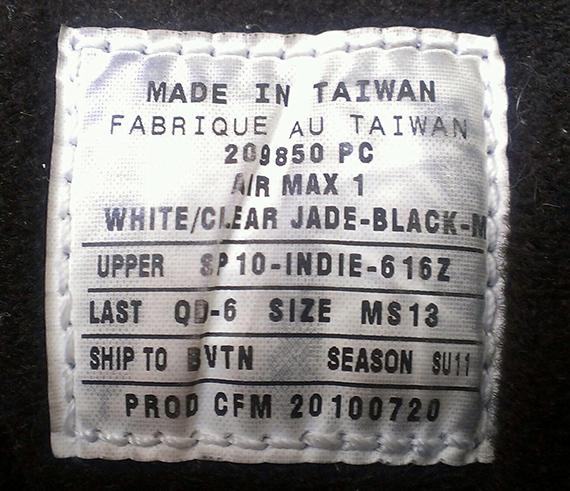 MADE IN TAIWAN
FABRIQUE AU TAIWAN
209850 PC
AIR MAX 1
WHITE/CLEAR JADE-BLACK-M
UPPER SP10-INDIE-616Z
LAST QD-6 SIZE MS13
SHIP TO BVTN SEASON SU11
PROD CFM 20100720